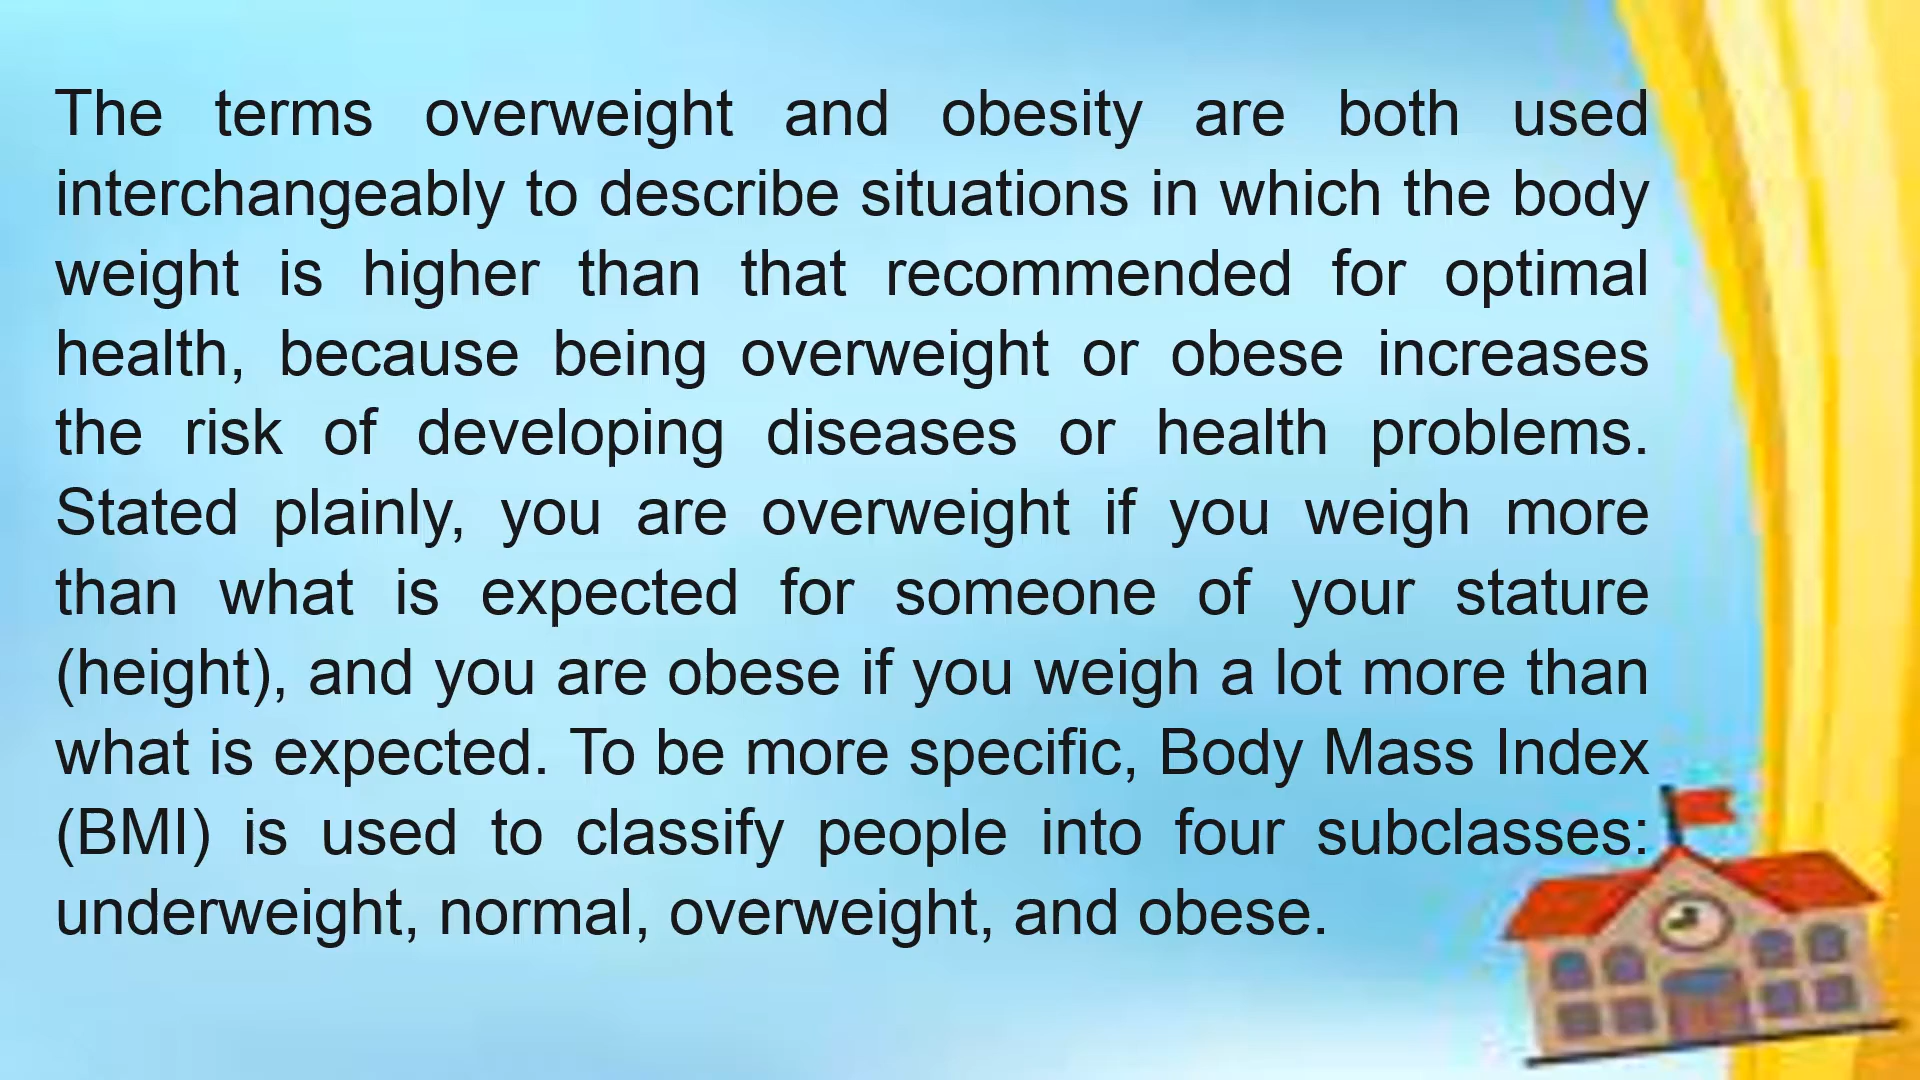 The terms overweight and obesity are both used
interchangeably to describe situations in which the body
weight is higher than that recommended for optimal
health, because being overweight or obese increases
the risk of developing diseases or health problems.
Stated plainly, you are overweight if you weigh more
than what is expected for someone of your stature
(height), and you are obese if you weigh a lot more than
what is expected. To be more specific, Body Mass Index
(BMI) is used to classify people into four subclasses:
underweight, normal, overweight, and obese.